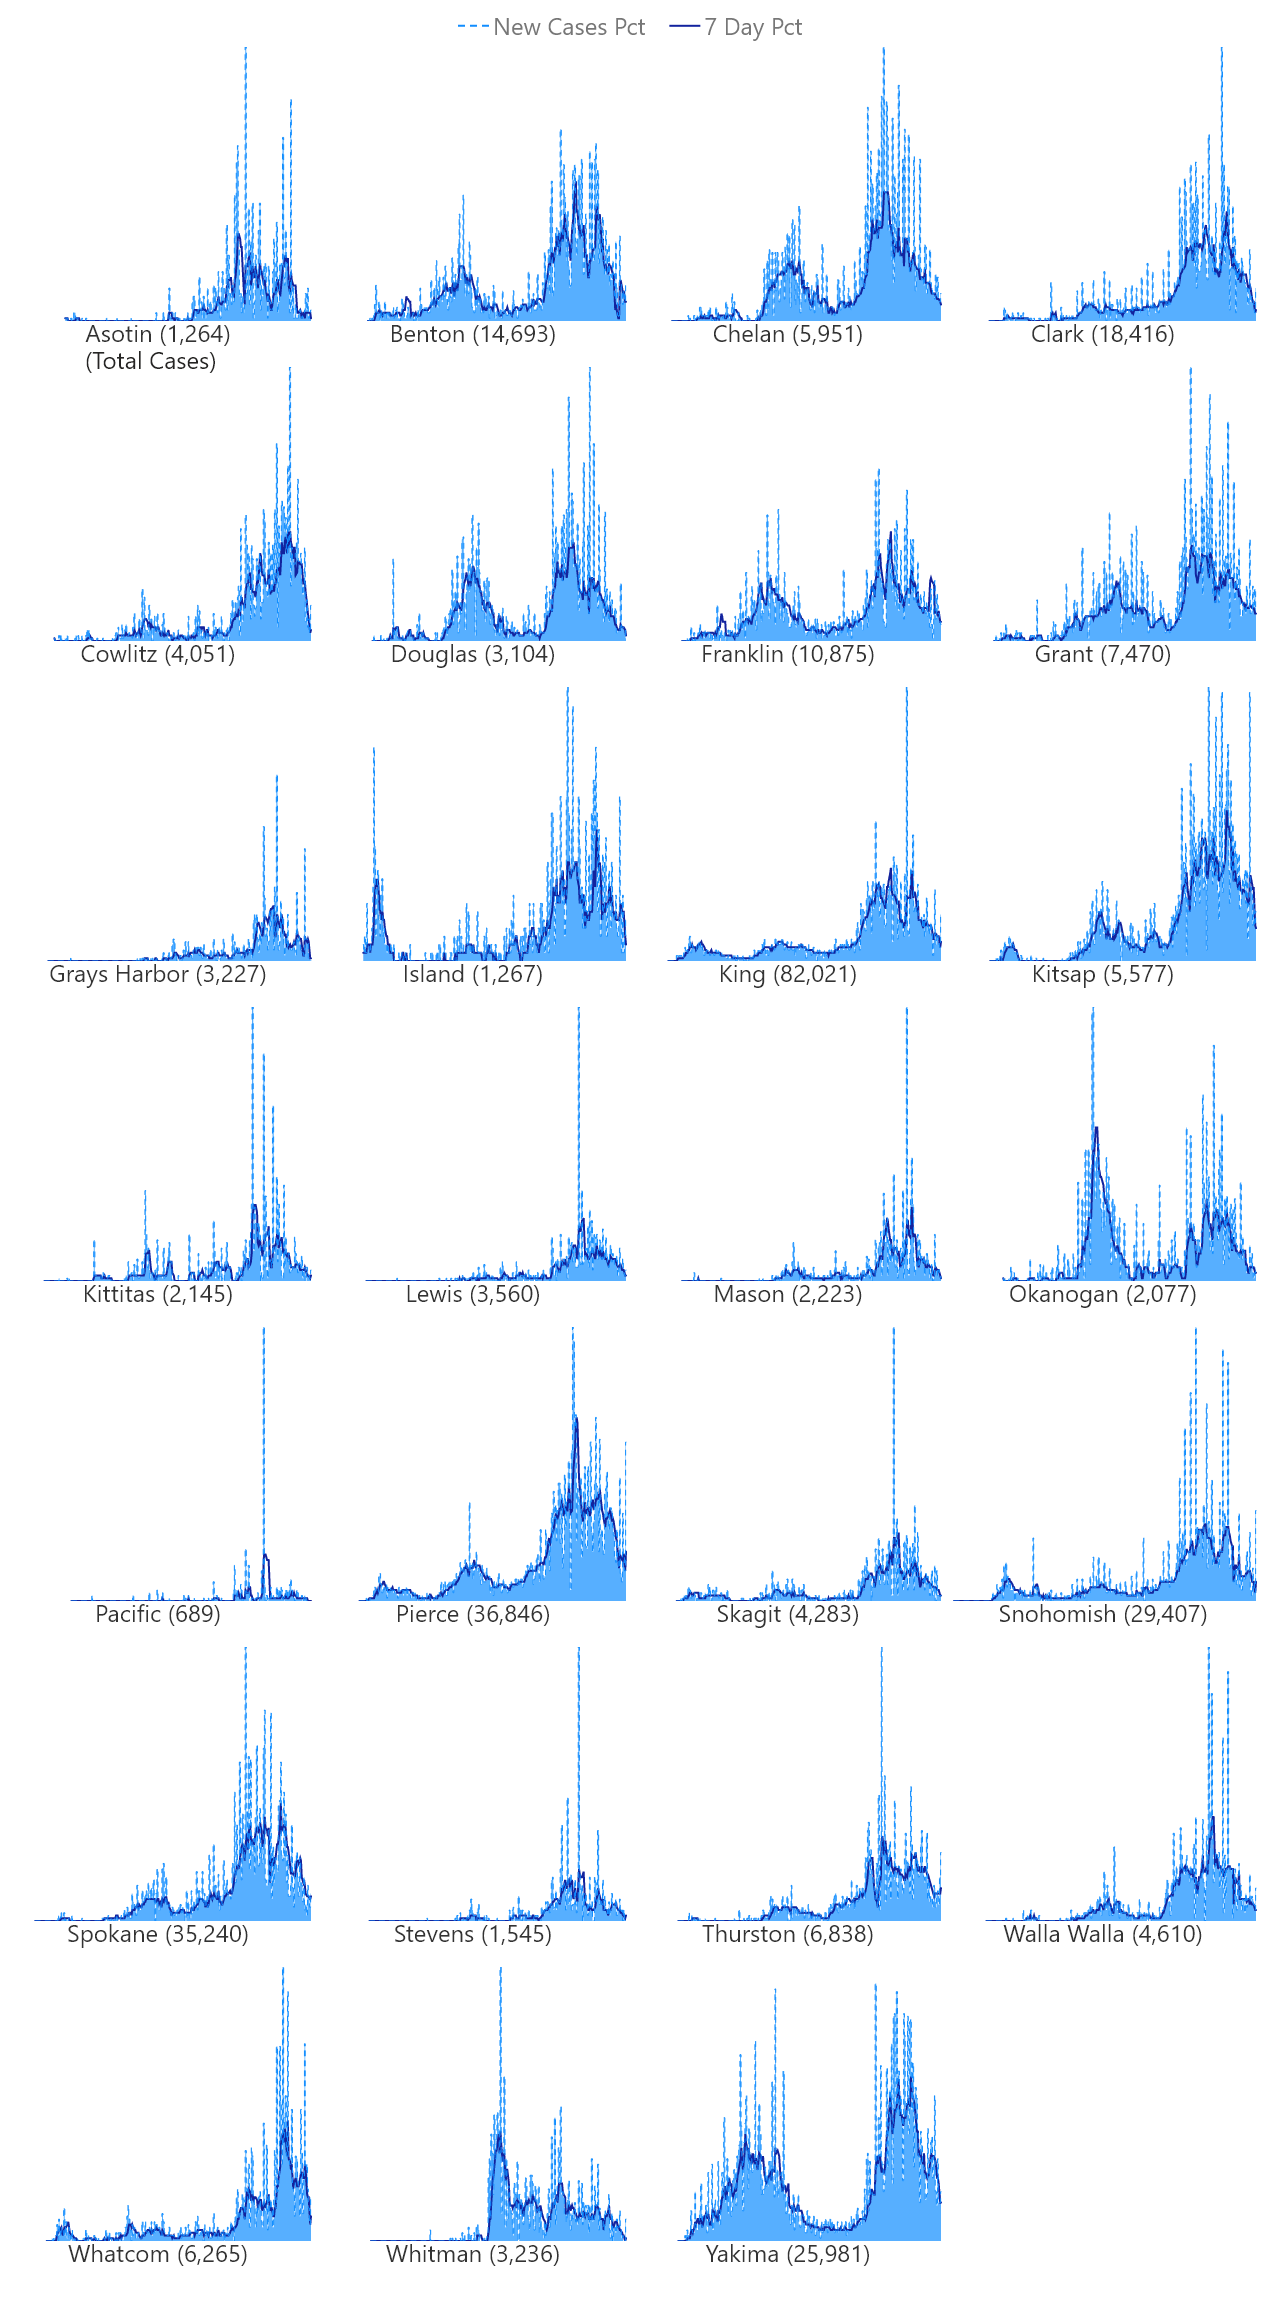 New Cases Pct 7 Day Pct
Asotin (1,264) Benton (14,693) Chelan (5,951) Clark (18,416)
(Total Cases)
Cowlitz (4,051) Douglas (3,104) Franklin (10,875) Grant (7,470)
Grays Harbor (3,227) Island (1,267) King (82,021) Kitsap (5,577)
Kittitas (2,145) Lewis (3,560) Mason (2,223) Okanogan (2,077)
Pacific (689) Pierce (36,846) Skagit (4,283) Snohomish (29,407)
Spokane (35,240) Stevens (1,545) Thurston (6,838) Walla Walla (4,610)
Whatcom (6,265) Whitman (3,236) Yakima (25,981)